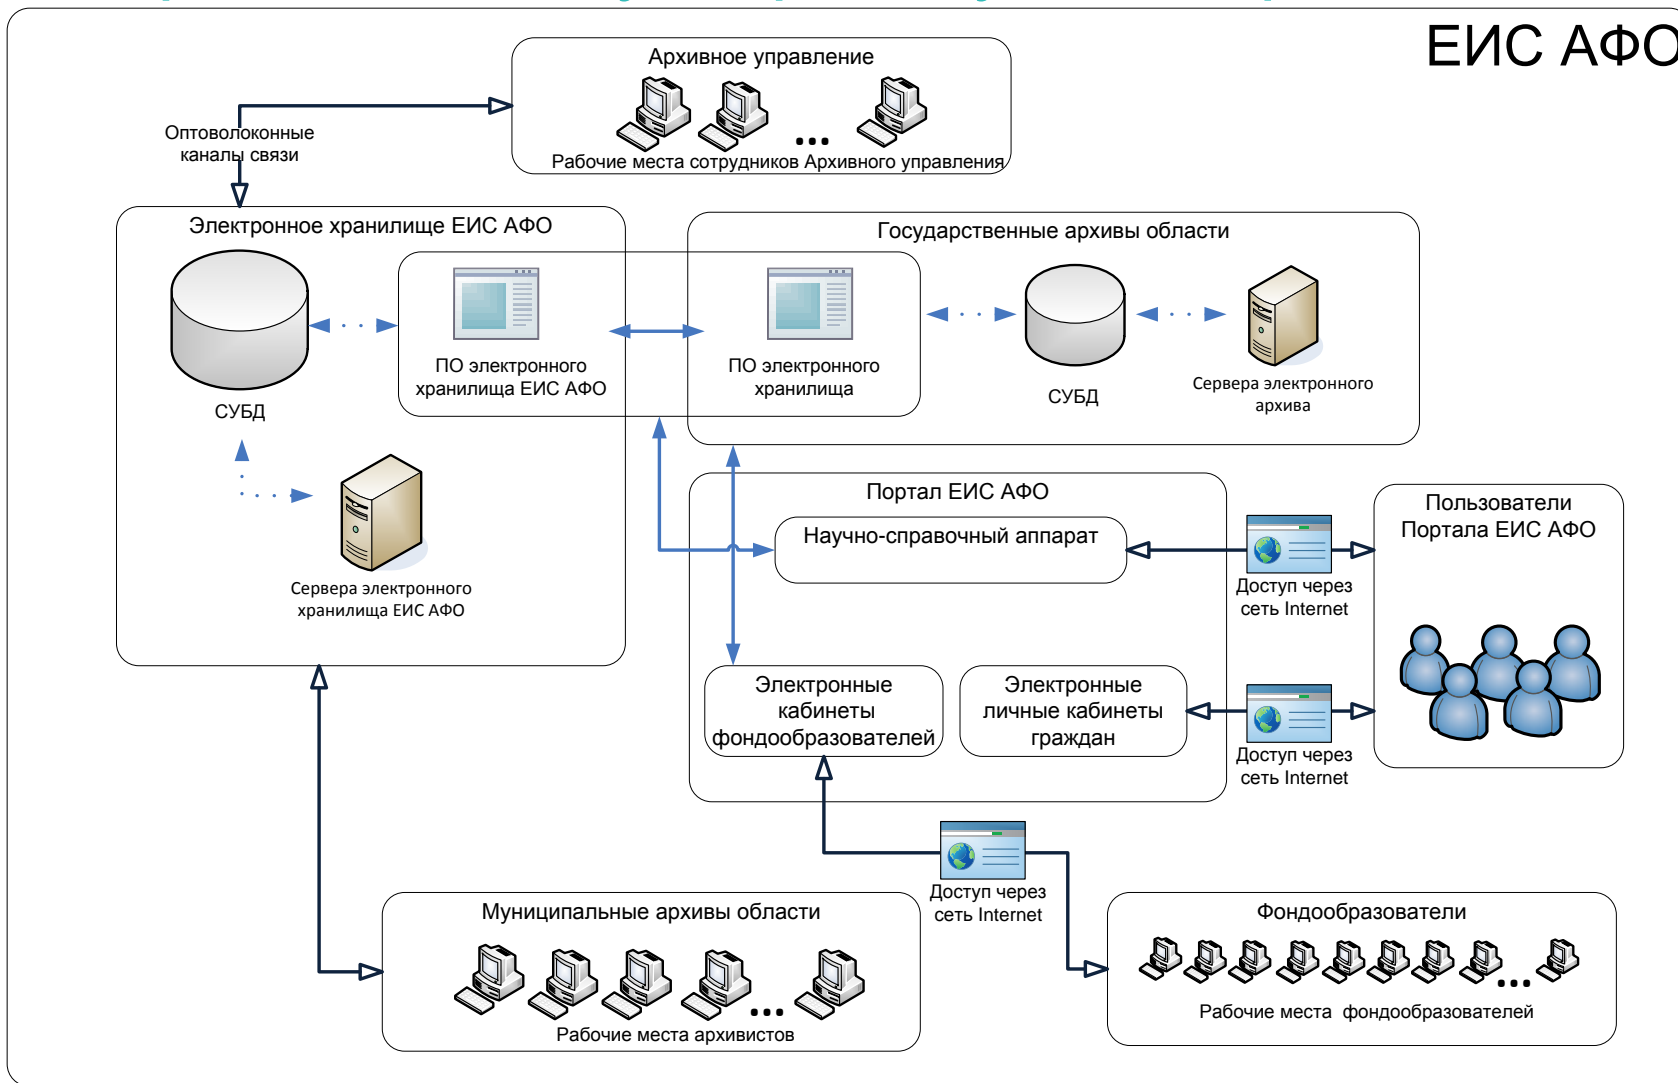 ЕИС АФО
Архивное управление
Рабочие места сотрудников Архивного управления
Оптоволоконные
каналы связи
Электронное хранилище ЕИС АФО
СУБД
ПО электронного
хранилища ЕИС АФО
Сервера электронного
хранилища ЕИС АФО
Государственные архивы области
ПО электронного
хранилища
СУБД
Сервера электронного
архива
Портал ЕИС АФО
Научно-справочный аппарат
Электронные
кабинеты
фондообразователей
Электронные
личные кабинеты
граждан
Доступ через
сеть Internet
Доступ через
сеть Internet
Пользователи
Портала ЕИС АФО
Доступ через
сеть Internet
Муниципальные архивы области
...
Рабочие места архивистов
Фондообразователи
...
Рабочие места фондообразователей